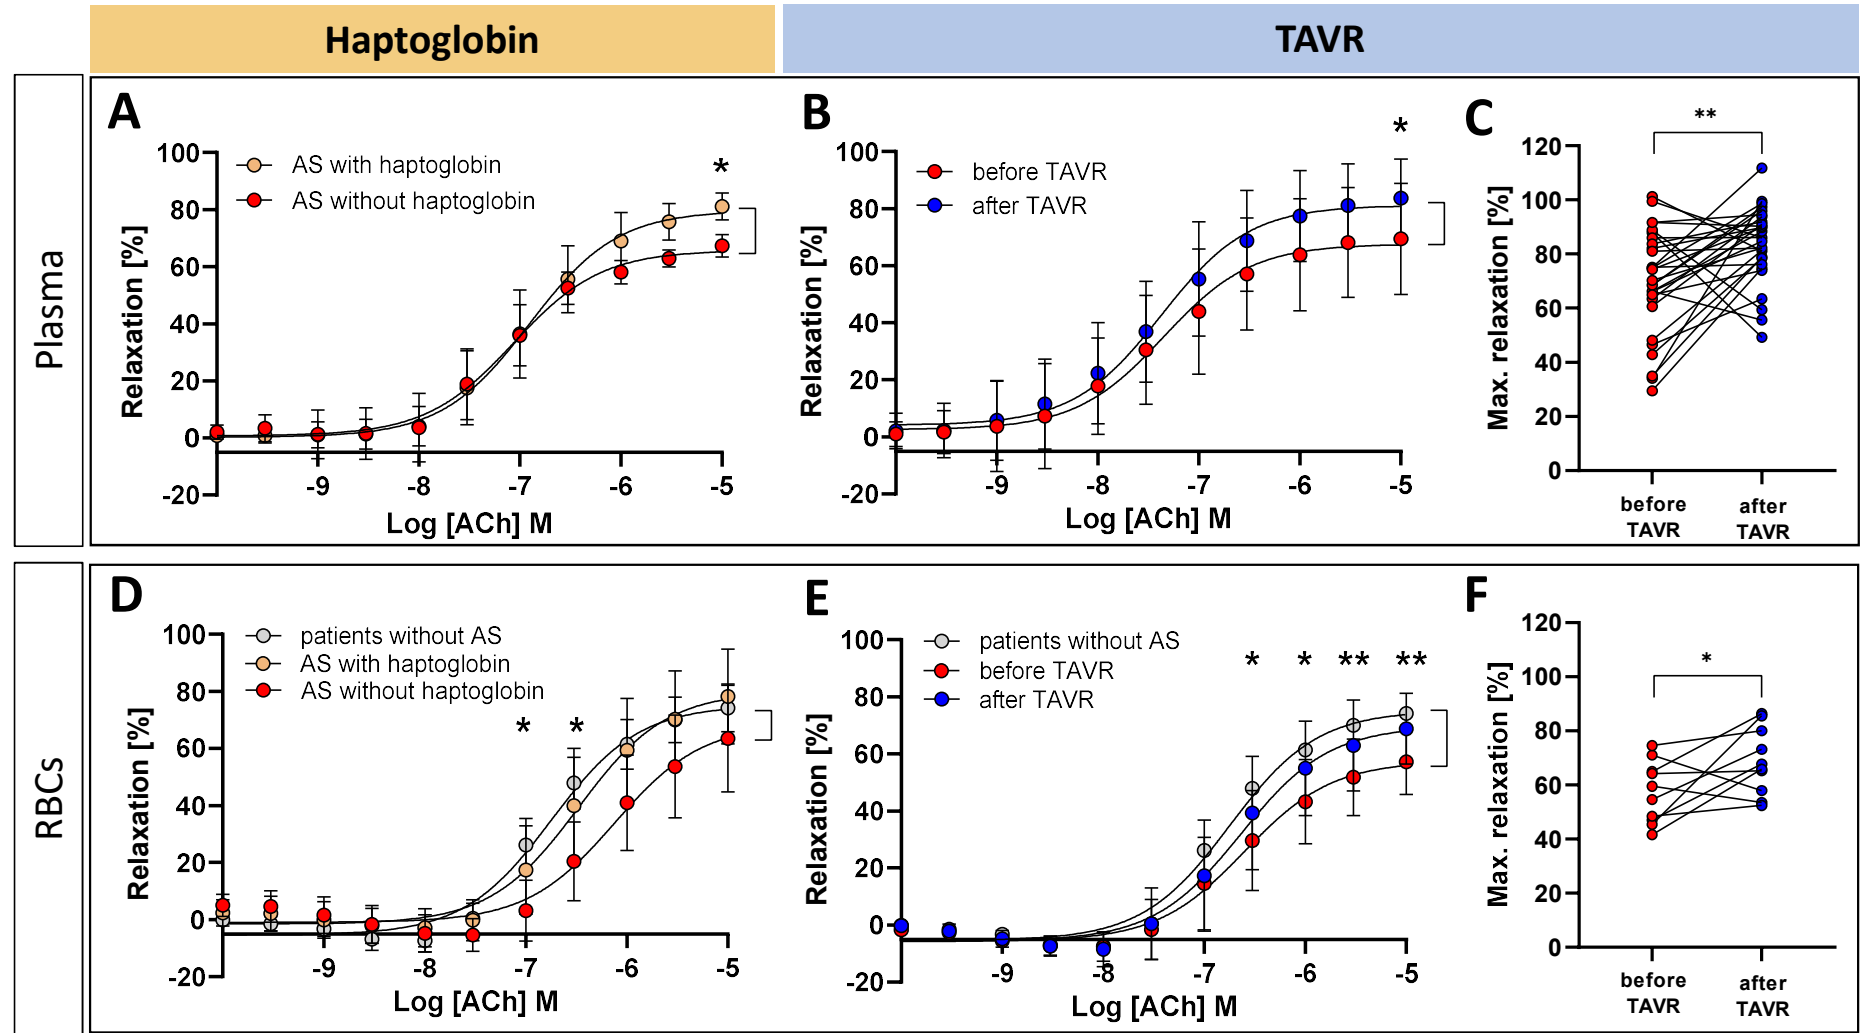 Haptoglobin
TAVR
Plasma
A
100
80
60
40
20
0
-20
Relaxation [%]
AS with haptoglobin
AS without haptoglobin
*
-9
-8
-7
-6
-5
Log [ACh] M
B
100
80
60
40
20
0
-20
Relaxation [%]
before TAVR
after TAVR
*
-9
-8
-7
-6
-5
Log [ACh] M
C
120
100
80
60
40
20
0
Max. relaxation [%]
**
before
TAVR
after
TAVR
RBCs
D
100
80
60
40
20
0
-20
Relaxation [%]
patients without AS
AS with haptoglobin
AS without haptoglobin
* *
-9
-8
-7
-6
-5
Log [ACh] M
E
100
80
60
40
20
0
-20
Relaxation [%]
patients without AS
before TAVR
after TAVR
* * ** **
-9
-8
-7
-6
-5
Log [ACh] M
F
120
100
80
60
40
20
0
Max. relaxation [%]
*
before
TAVR
after
TAVR